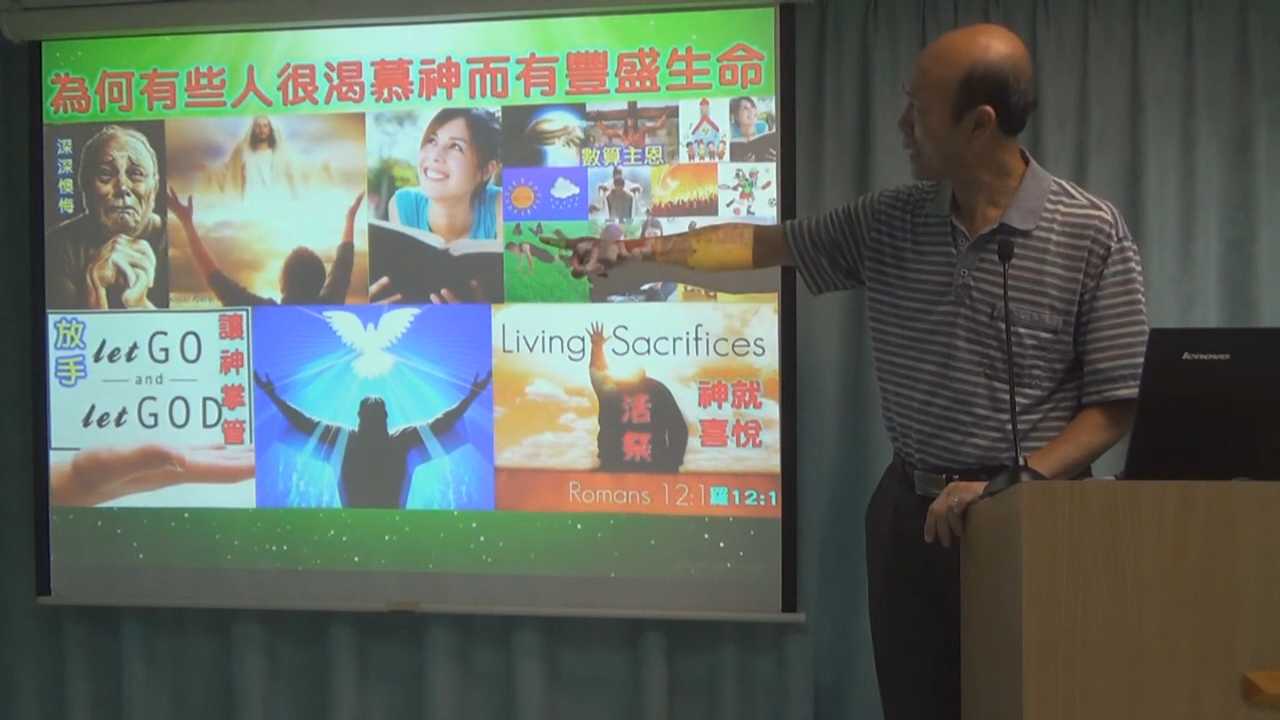 為何有些人很渴慕神而有豐盛生命
深深懊悔
數算主恩
放手
let GO
and
let GOD
讓神掌管
Living Sacrifices
活祭
神就
喜悅
Romans 12:1
羅12:1
lenovo